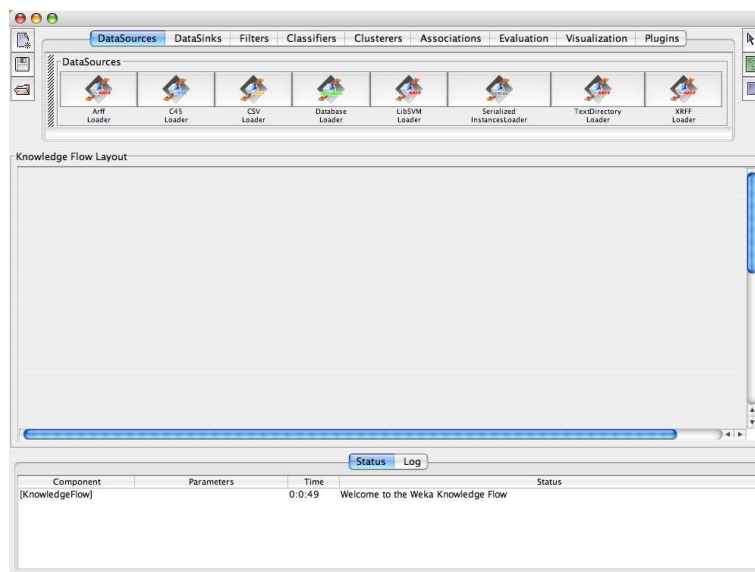 DataSources DataSinks Filters Classifiers Clusterers Associations Evaluation Visualization Plugins
DataSources
Arff Loader
C45 Loader
CSV Loader
Database Loader
LibSVM Loader
Serialized InstancesLoader
TextDirectory Loader
XRFF Loader
Knowledge Flow Layout
Status Log
Component Parameters Time Status
[KnowledgeFlow] 0:0:49 Welcome to the Weka Knowledge Flow